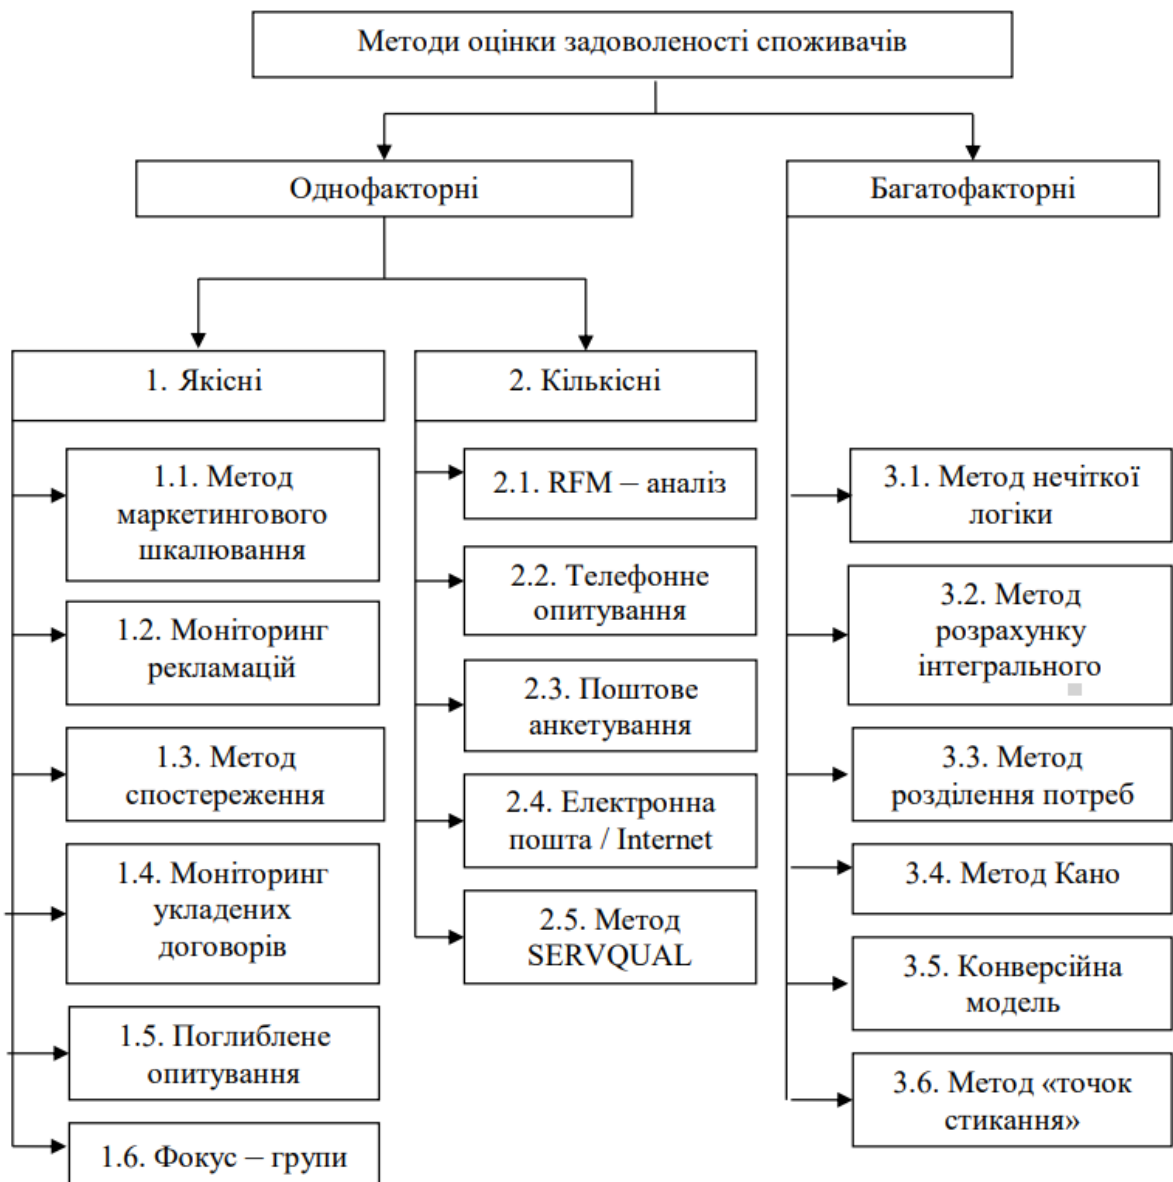 Методи оцінки задоволеності споживачів
Однофакторні
Багатофакторні
1. Якісні
2. Кількісні
1.1. Метод
маркетингового
шкалювання
1.2. Моніторинг
рекламацій
1.3. Метод
спостереження
1.4. Моніторинг
укладених
договорів
1.5. Поглиблене
опитування
1.6. Фокус – групи
2.1. RFM – аналіз
2.2. Телефонне
опитування
2.3. Поштове
анкетування
2.4. Електронна
пошта / Internet
2.5. Метод
SERVQUAL
3.1. Метод нечіткої
логіки
3.2. Метод
розрахунку
інтегрального
3.3. Метод
розділення потреб
3.4. Метод Кано
3.5. Конверсійна
модель
3.6. Метод «точок
стикання»